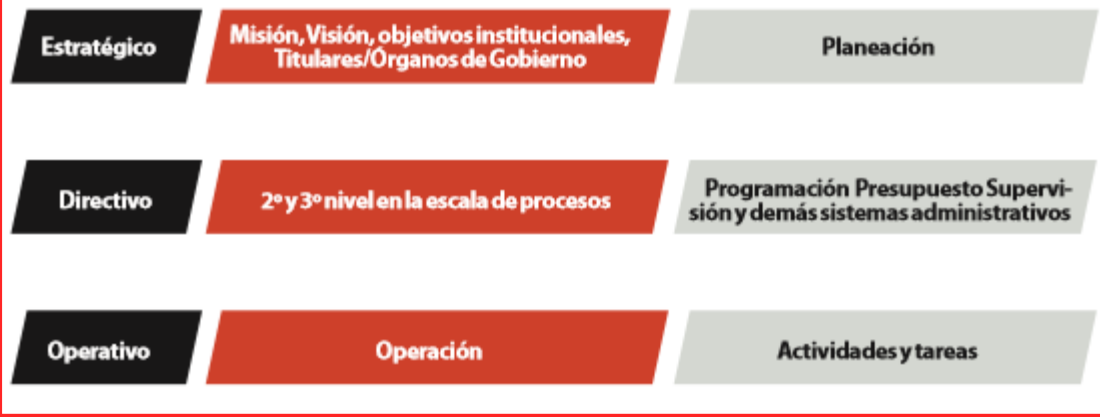 Estratégico
Misión, Visión, objetivos institucionales,
Titulares/Órganos de Gobierno
Planeación
Directivo
2º y 3º nivel en la escala de procesos
Programación Presupuesto Supervi-
sión y demás sistemas administrativos
Operativo
Operación
Actividades y tareas